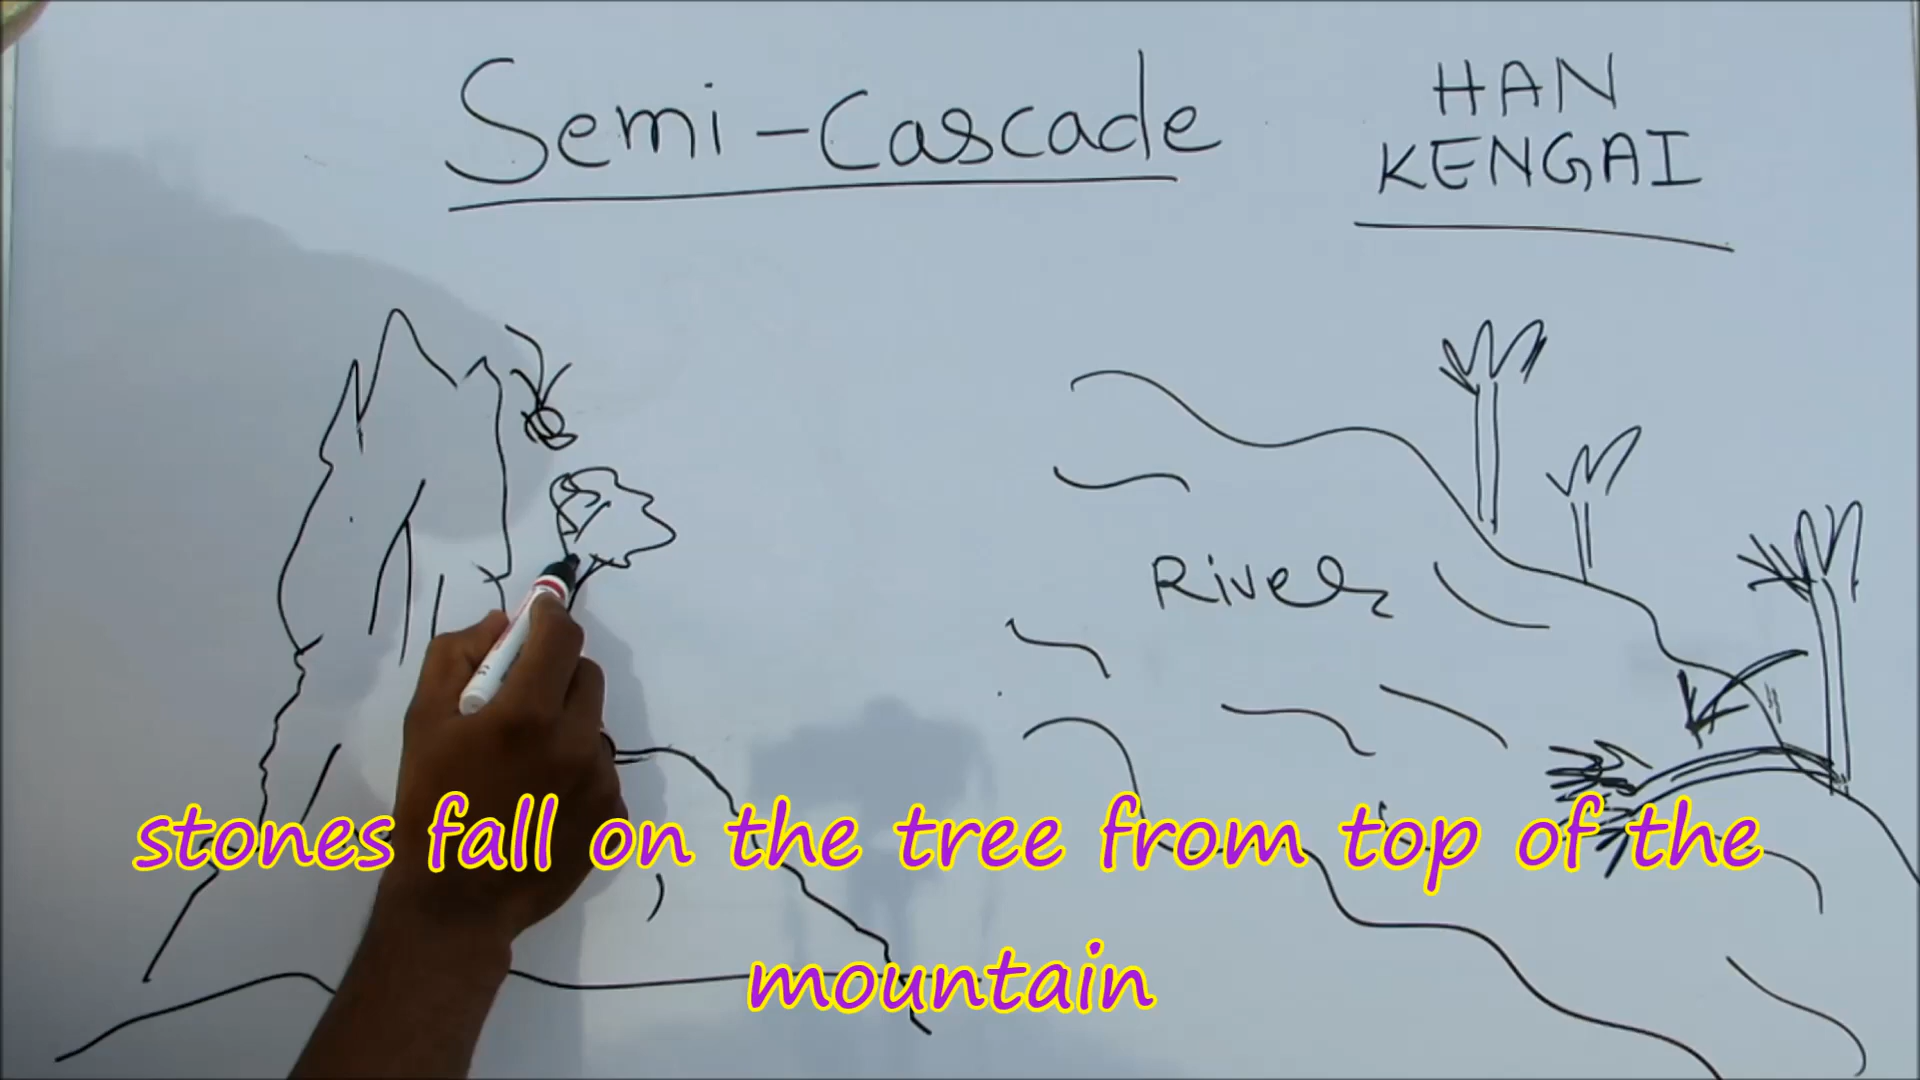 Semi-Cascade
HAN
KENGAI
River
stones fall on the tree from top of the
mountain